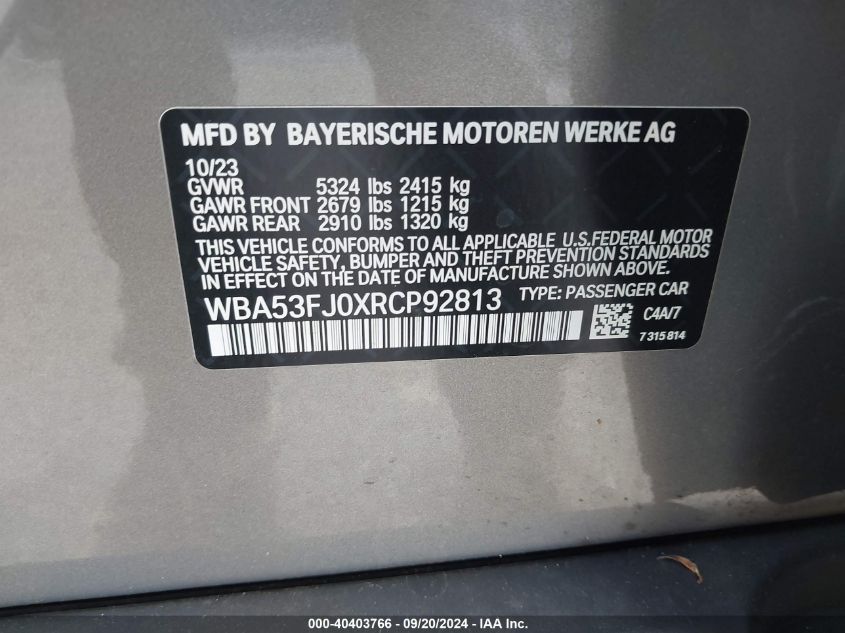 MFD BY BAYERISCHE MOTOREN WERKE AG
10/23
GVWR 5324 lbs 2415 kg
GAWR FRONT 2679 lbs 1215 kg
GAWR REAR 2910 lbs 1320 kg
THIS VEHICLE CONFORMS TO ALL APPLICABLE U.S.FEDERAL MOTOR
VEHICLE SAFETY, BUMPER AND THEFT PREVENTION STANDARDS
IN EFFECT ON THE DATE OF MANUFACTURE SHOWN ABOVE.
WBA53FJ0XRCP92813 TYPE: PASSENGER CAR
C4A/7
7315814
000-40403766 — 09/20/2024 — IAA Inc.